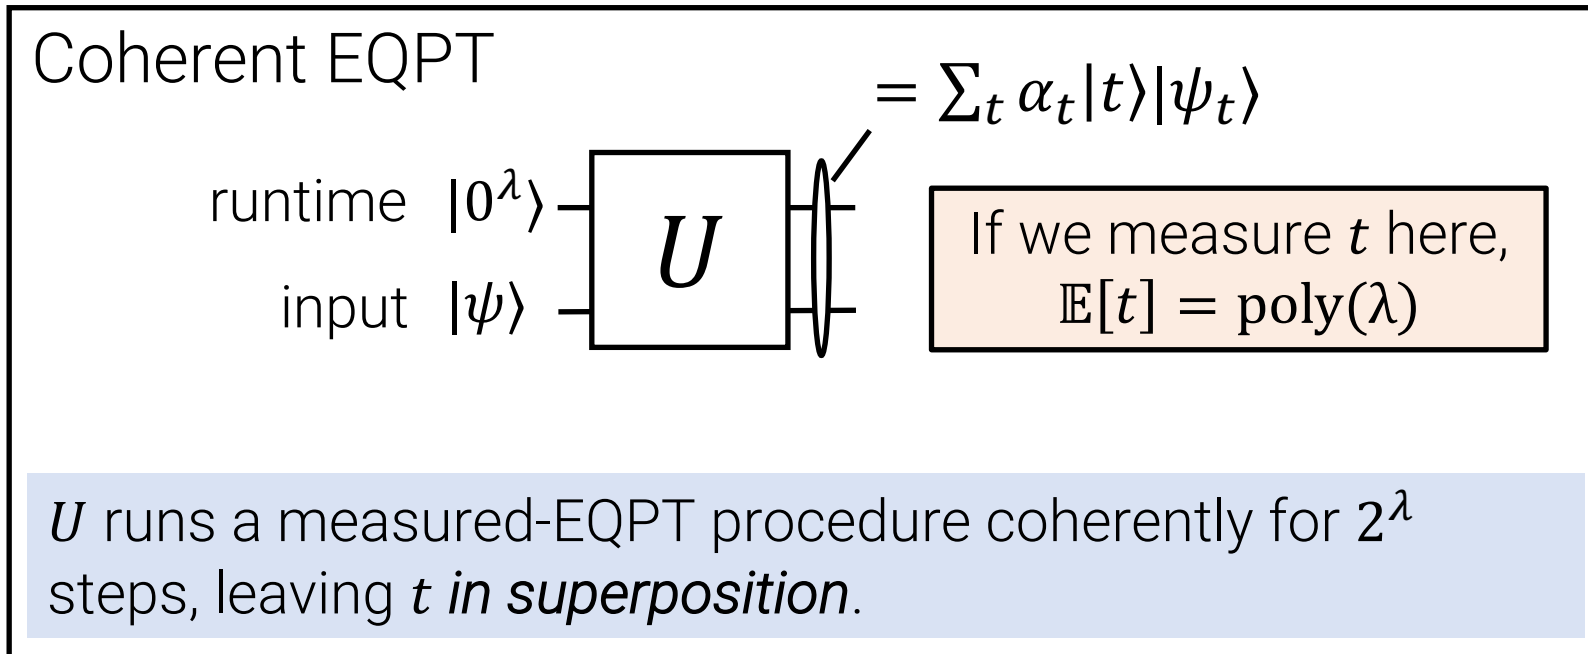 Coherent EQPT
= ∑ₜ αₜ|t⟩|ψₜ⟩
runtime |0^λ⟩
U
input |ψ⟩
If we measure t here,
𝔼[t] = poly(λ)
U runs a measured-EQPT procedure coherently for 2^λ
steps, leaving t in superposition.